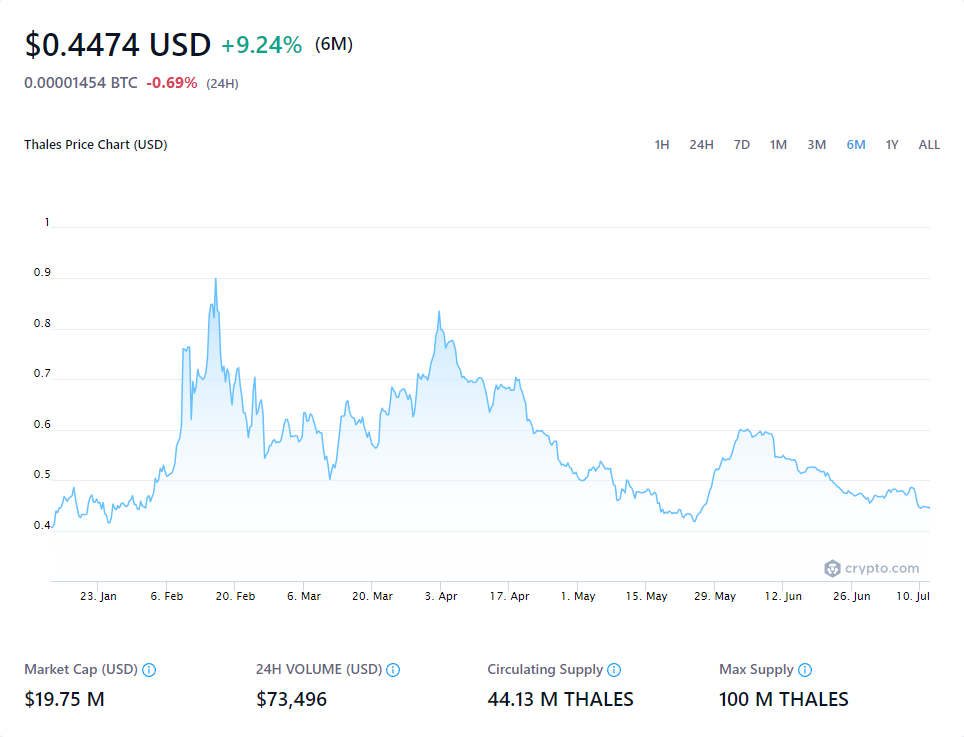 $0.4474 USD +9.24% (6M)
0.00001454 BTC -0.69% (24H)
Thales Price Chart (USD) 1H 24H 7D 1M 3M 6M 1Y ALL
1
0.9
0.8
0.7
0.6
0.5
0.4
crypto.com
23. Jan 6. Feb 20. Feb 6. Mar 20. Mar 3. Apr 17. Apr 1. May 15. May 29. May 12. Jun 26. Jun 10. Jul
Market Cap (USD) 24H VOLUME (USD) Circulating Supply Max Supply
$19.75 M $73,496 44.13 M THALES 100 M THALES